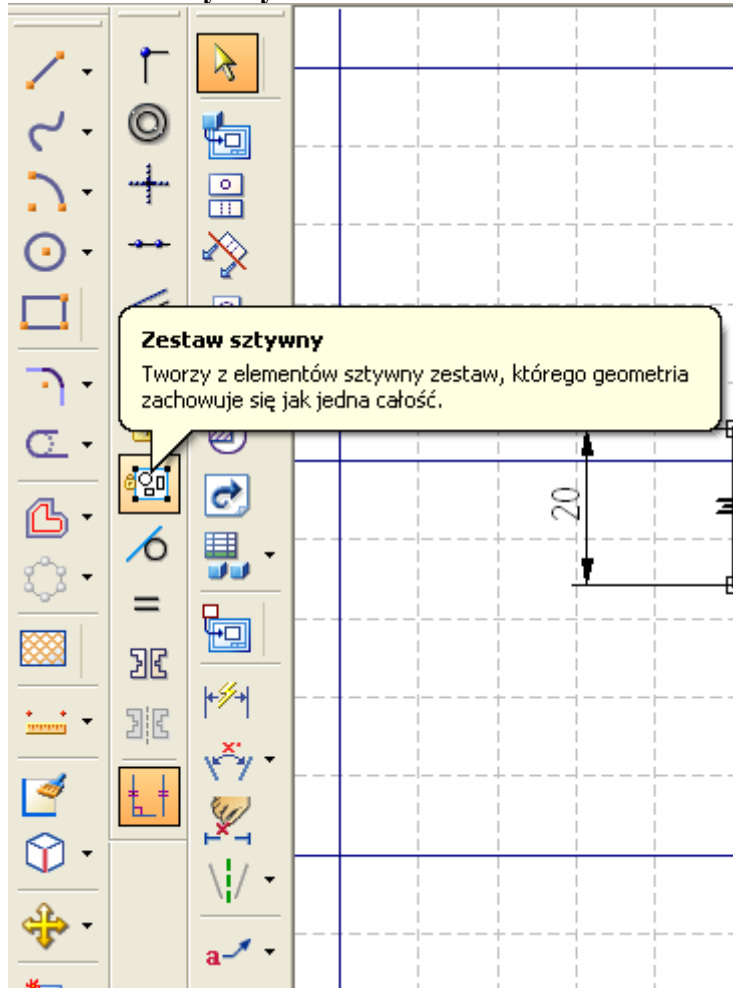 Zestaw sztywny
Tworzy z elementów sztywny zestaw, którego geometria
zachowuje się jak jedna całość.
20
a